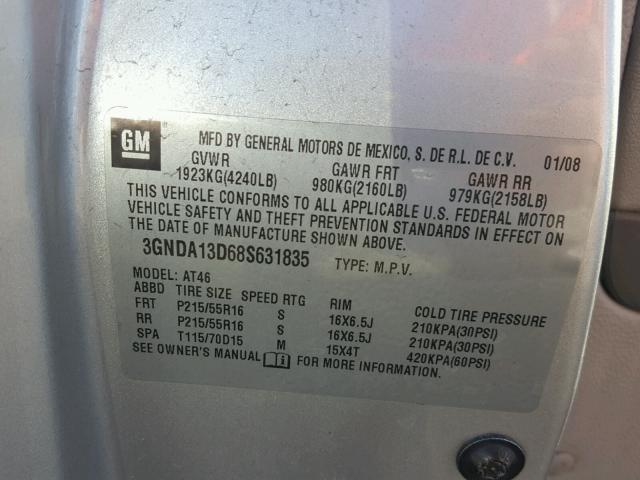 GM
MFD BY GENERAL MOTORS DE MEXICO, S. DE R.L. DE C.V. 01/08
GVWR GAWR FRT GAWR RR
1923KG(4240LB) 980KG(2160LB) 979KG(2158LB)
THIS VEHICLE CONFORMS TO ALL APPLICABLE U.S. FEDERAL MOTOR
VEHICLE SAFETY AND THEFT PREVENTION STANDARDS IN EFFECT ON
THE DATE OF MANUFACTURE SHOWN ABOVE.
3GNDA13D68S631835 TYPE: M.P.V.
MODEL: AT46
ABBD TIRE SIZE SPEED RTG RIM COLD TIRE PRESSURE
FRT P215/55R16 S 16X6.5J 210KPA(30PSI)
RR P215/55R16 S 16X6.5J 210KPA(30PSI)
SPA T115/70D15 M 15X4T 420KPA(60PSI)
SEE OWNER'S MANUAL FOR MORE INFORMATION.